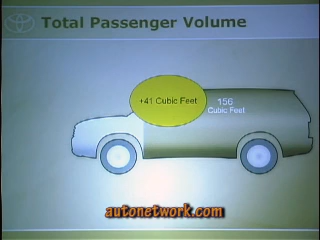 Total Passenger Volume
+41 Cubic Feet
156
Cubic Feet
autonetwork.com